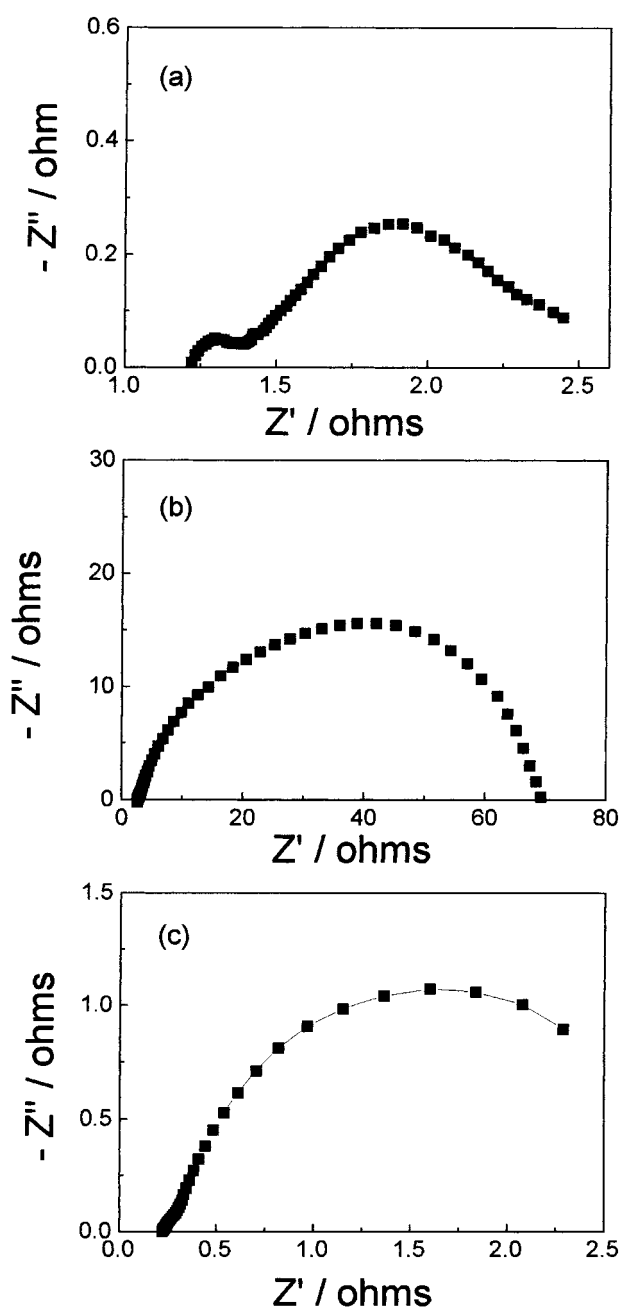 (a)
- Z" / ohm
0.6
0.4
0.2
0.0
1.0 1.5 2.0 2.5
Z' / ohms
(b)
- Z" / ohms
30
20
10
0
0 20 40 60 80
Z' / ohms
(c)
- Z" / ohms
1.5
1.0
0.5
0.0
0.0 0.5 1.0 1.5 2.0 2.5
Z' / ohms